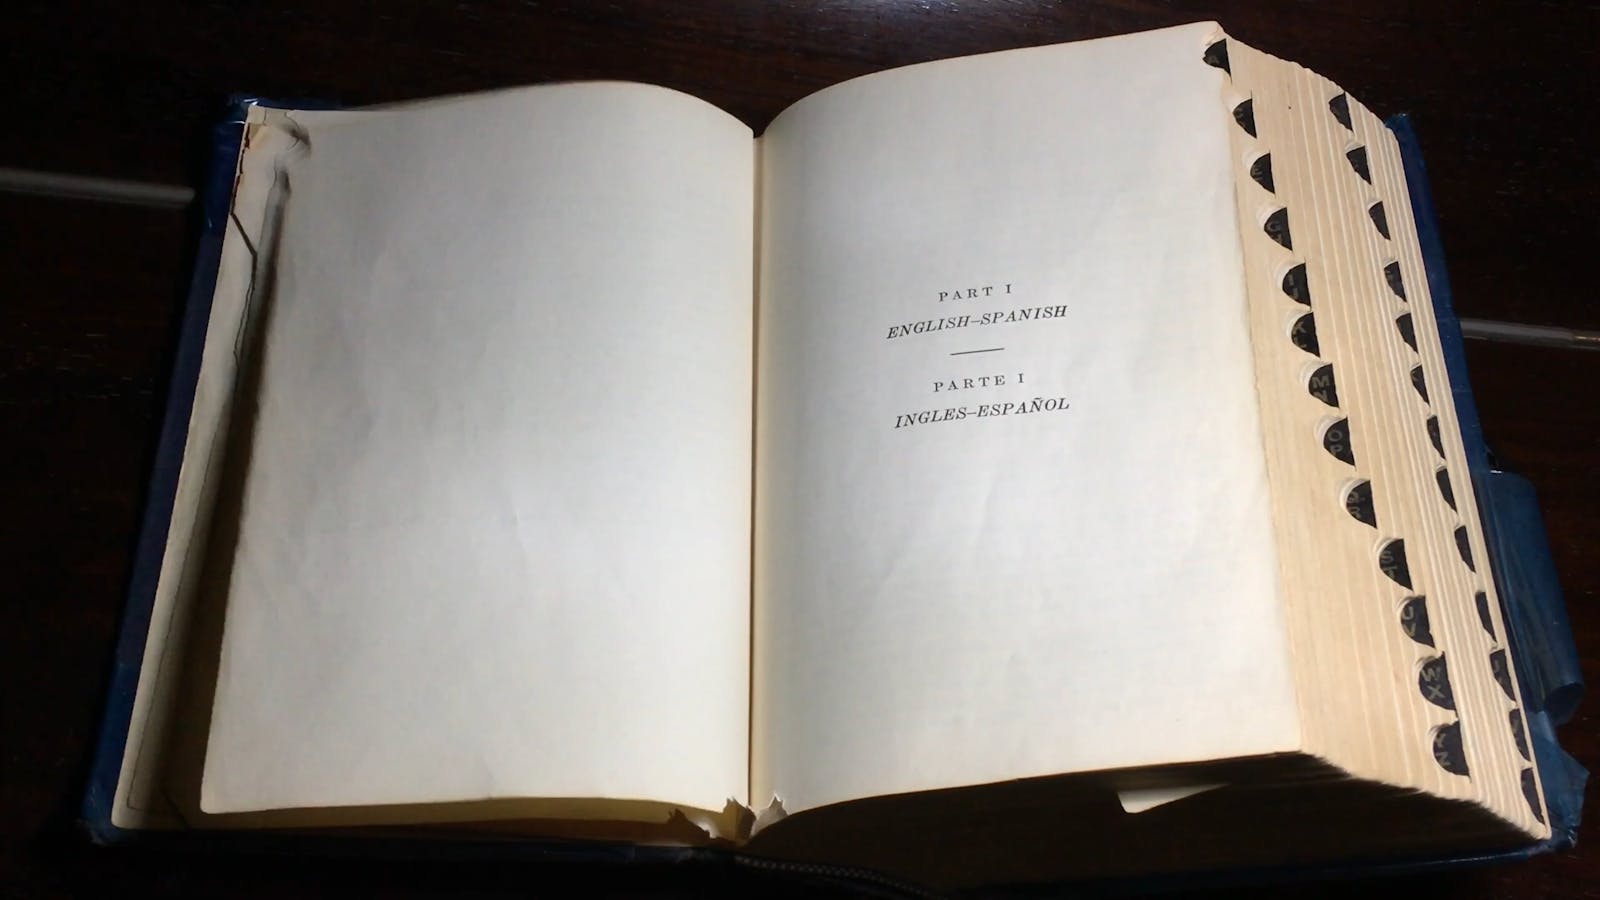 PART I
ENGLISH–SPANISH
PARTE I
INGLES–ESPAÑOL
A
G
M
N
O
P
S
T
U
V
W
X
Y
Z